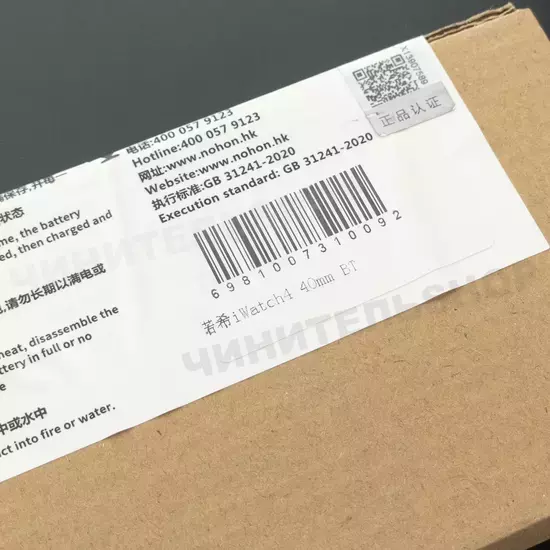 X13907589
正品认证
电话:400 057 9123
Hotline:400 057 9123
网址:www.nohon.hk
Website:www.nohon.hk
执行标准:GB 31241-2020
Execution standard: GB 31241-2020
6981007310092
若希iWatch4 40mm BT
状态
me, the battery
ed, then charged and
,请勿长期以满电或
heat, disassemble the
ttery in full or no
e
中或水中
ct into fire or water.
ЧИНИТЕЛЬSHOP
ЧИНИТЕЛЬSHOP